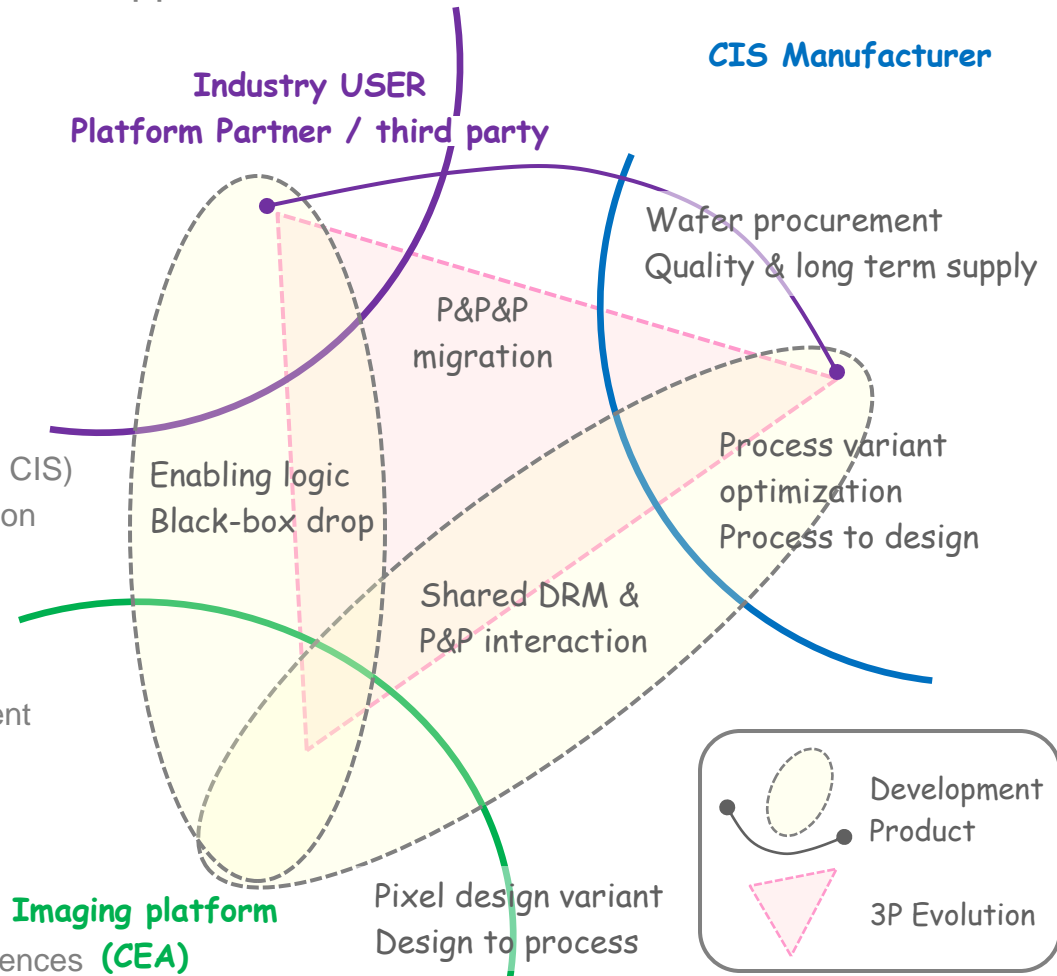 CIS Manufacturer
Industry USER
Platform Partner / third party
Wafer procurement
Quality & long term supply
P&P&P
migration
CIS)
on
Enabling logic
Black-box drop
Process variant
optimization
Process to design
Shared DRM &
P&P interaction
ent
Development
Product
3P Evolution
Pixel design variant
Design to process
Imaging platform
(CEA)
ences